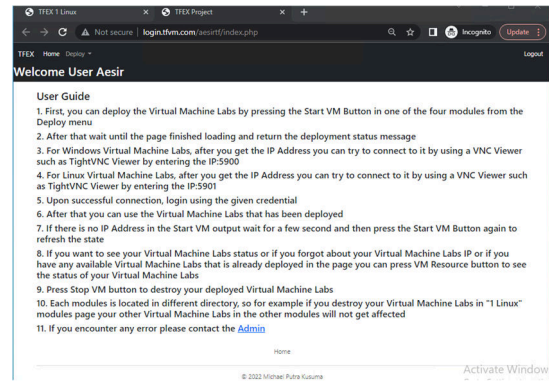 TFEX 1 Linux
TFEX Project
Not secure
login.tfvm.com/aesirtf/index.php
Incognito
Update
TFEX Home Deploy
Logout
Welcome User Aesir
User Guide
1. First, you can deploy the Virtual Machine Labs by pressing the Start VM Button in one of the four modules from the
Deploy menu
2. After that wait until the page finished loading and return the deployment status message
3. For Windows Virtual Machine Labs, after you get the IP Address you can try to connect to it by using a VNC Viewer
such as TightVNC Viewer by entering the IP:5900
4. For Linux Virtual Machine Labs, after you get the IP Address you can try to connect to it by using a VNC Viewer such
as TightVNC Viewer by entering the IP:5901
5. Upon successful connection, login using the given credential
6. After that you can use the Virtual Machine Labs that has been deployed
7. If there is no IP Address in the Start VM output wait for a few second and then press the Start VM Button again to
refresh the state
8. If you want to see your Virtual Machine Labs status or if you forgot about your Virtual Machine Labs IP or if you
have any available Virtual Machine Labs that is already deployed in the page you can press VM Resource button to see
the status of your Virtual Machine Labs
9. Press Stop VM button to destroy your deployed Virtual Machine Labs
10. Each modules is located in different directory, so for example if you destroy your Virtual Machine Labs in "1 Linux"
modules page your other Virtual Machine Labs in the other modules will not get affected
11. If you encounter any error please contact the Admin
Home
© 2022 Michael Putra Kusuma
Activate Window